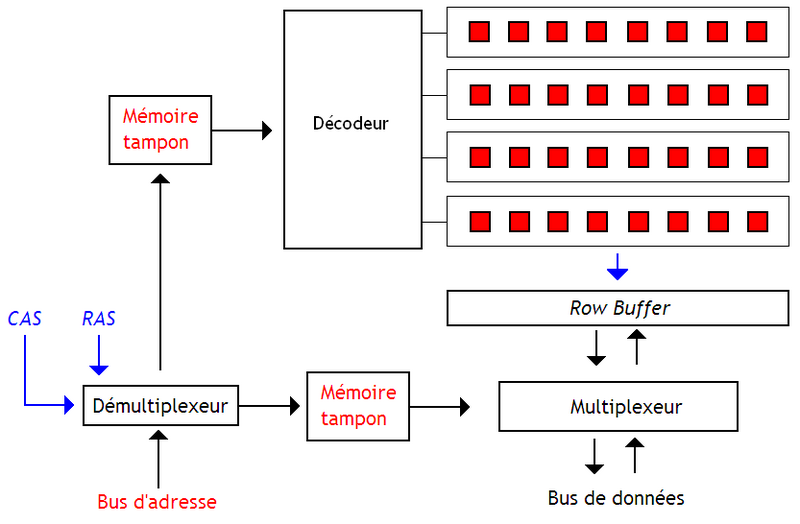 Mémoire
tampon
Décodeur
Row Buffer
CAS
RAS
Démultiplexeur
Mémoire
tampon
Multiplexeur
Bus d'adresse
Bus de données